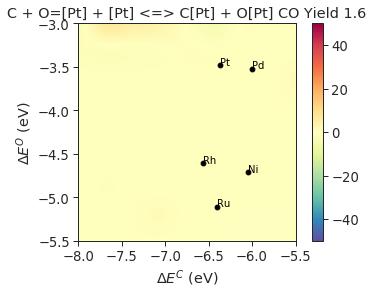 C + O=[Pt] + [Pt] <=> C[Pt] + O[Pt] CO Yield 1.6
−3.0
−3.5
−4.0
−4.5
−5.0
−5.5
ΔE^O (eV)
Pt
Pd
Rh
Ni
Ru
−8.0 −7.5 −7.0 −6.5 −6.0 −5.5
ΔE^C (eV)
40
20
0
−20
−40